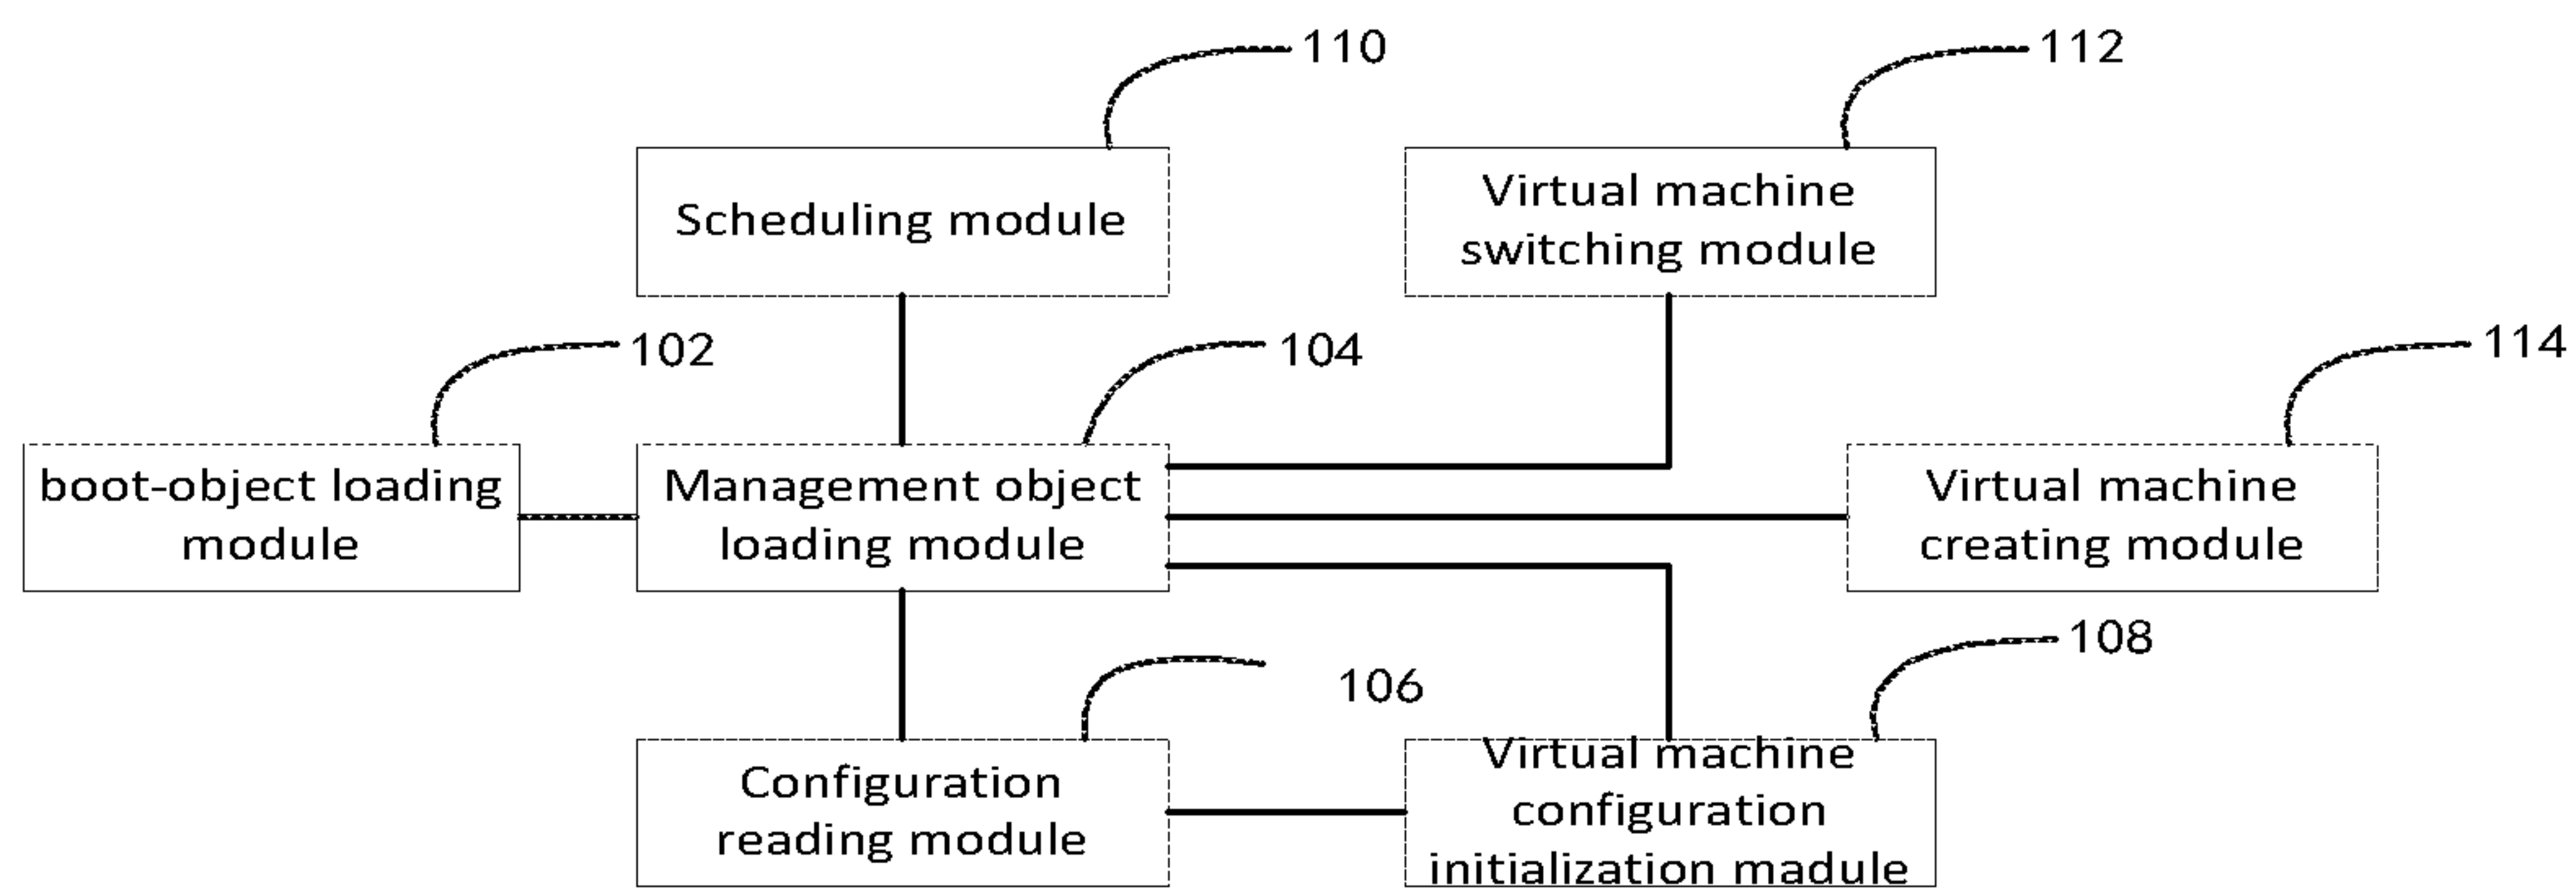 110
112
Scheduling module
Virtual machine
switching module
102
104
114
boot-object loading
module
Management object
loading module
Virtual machine
creating module
106
108
Configuration
reading module
Virtual machine
configuration
initialization madule